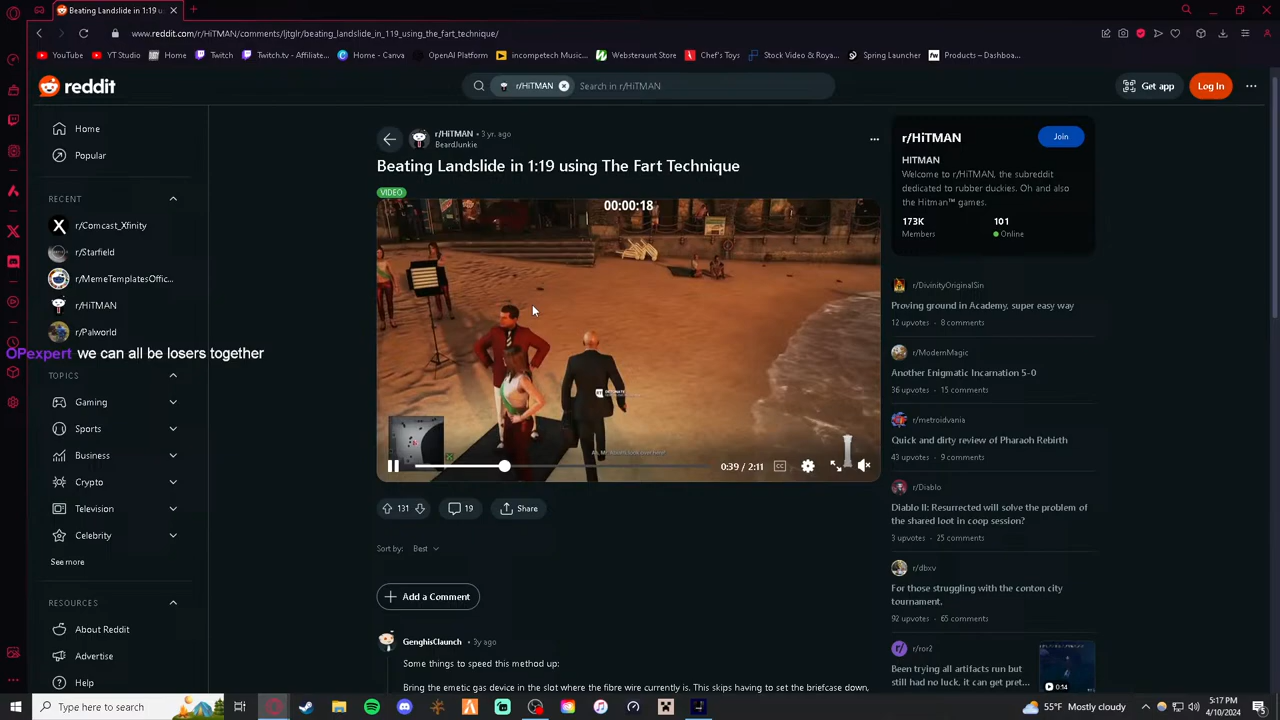 Beating Landslide in 1:19 u
www.reddit.com/r/HiTMAN/comments/ljtglr/beating_landslide_in_119_using_the_fart_technique/
YouTube
YT Studio
Home
Twitch
Twitch.tv - Affiliate...
Home - Canva
OpenAI Platform
incompetech Music...
Websteraunt Store
Chef's Toys
Stock Video & Roya...
Spring Launcher
Products – Dashboa...
reddit
r/HiTMAN
Search in r/HiTMAN
Get app
Log In
Home
Popular
RECENT
r/Comcast_Xfinity
r/Starfield
r/MemeTemplatesOffic...
r/HiTMAN
r/Palworld
OPexpert we can all be losers together
TOPICS
Gaming
Sports
Business
Crypto
Television
Celebrity
See more
RESOURCES
About Reddit
Advertise
Help
r/HiTMAN • 3 yr. ago
BeardJunkie
Beating Landslide in 1:19 using The Fart Technique
VIDEO
00:00:18
0:39 / 2:11
CC
131
19
Share
Sort by: Best
Add a Comment
GenghisClaunch • 3y ago
Some things to speed this method up:
Bring the emetic gas device in the slot where the fibre wire currently is. This skips having to set the briefcase down,
r/HiTMAN
Join
HITMAN
Welcome to r/HiTMAN, the subreddit
dedicated to rubber duckies. Oh and also
the Hitman™ games.
173K
Members
101
Online
r/DivinityOriginalSin
Proving ground in Academy, super easy way
12 upvotes · 8 comments
r/ModernMagic
Another Enigmatic Incarnation 5-0
36 upvotes · 15 comments
r/metroidvania
Quick and dirty review of Pharaoh Rebirth
43 upvotes · 9 comments
r/Diablo
Diablo II: Resurrected will solve the problem of
the shared loot in coop session?
3 upvotes · 25 comments
r/dbxv
For those struggling with the conton city
tournament.
92 upvotes · 65 comments
r/ror2
Been trying all artifacts run but
still had no luck, it can get pret...
0:14
Type here to search
55°F Mostly cloudy
5:17 PM
4/10/2024